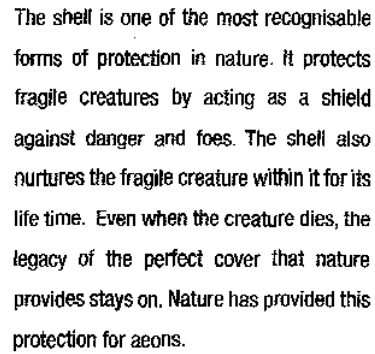 The shell is one of the most recognisable
forms of protection in nature. It protects
fragile creatures by acting as a shield
against danger and foes. The shell also
nurtures the fragile creature within it for its
life time. Even when the creature dies, the
legacy of the perfect cover that nature
provides stays on. Nature has provided this
protection for aeons.